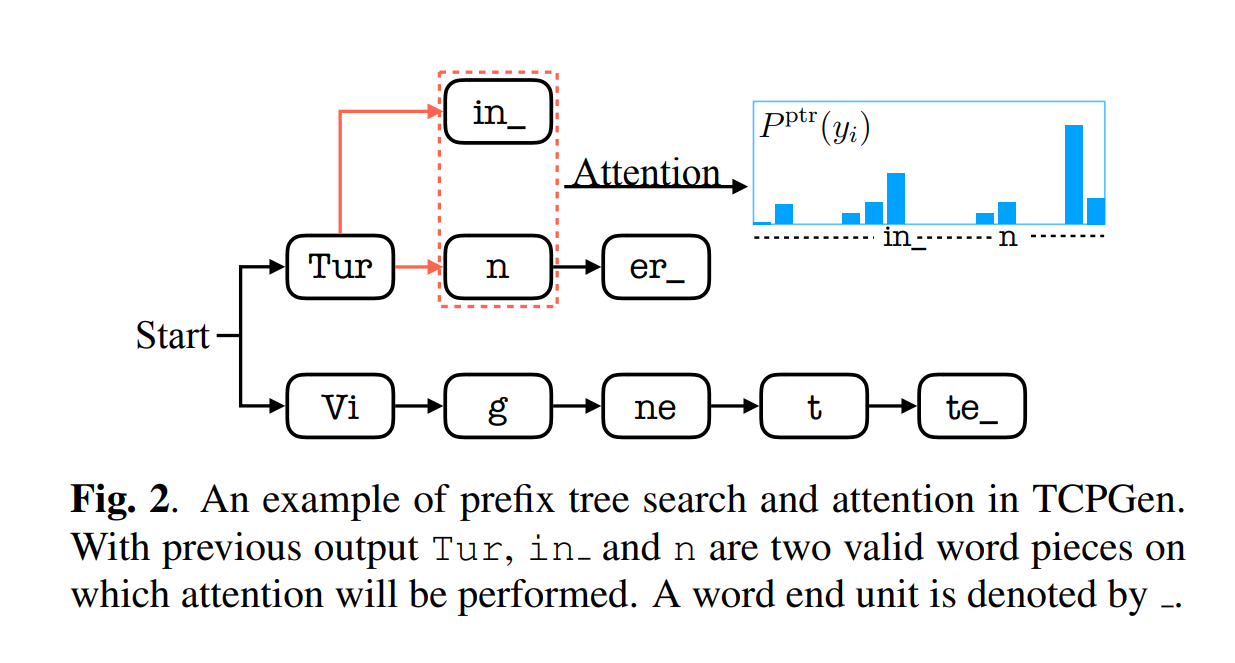 in_
P^ptr(y_i)
Attention
in_ n
Tur n er_
Start
Vi g ne t te_
Fig. 2. An example of prefix tree search and attention in TCPGen.
With previous output Tur, in_ and n are two valid word pieces on
which attention will be performed. A word end unit is denoted by _.